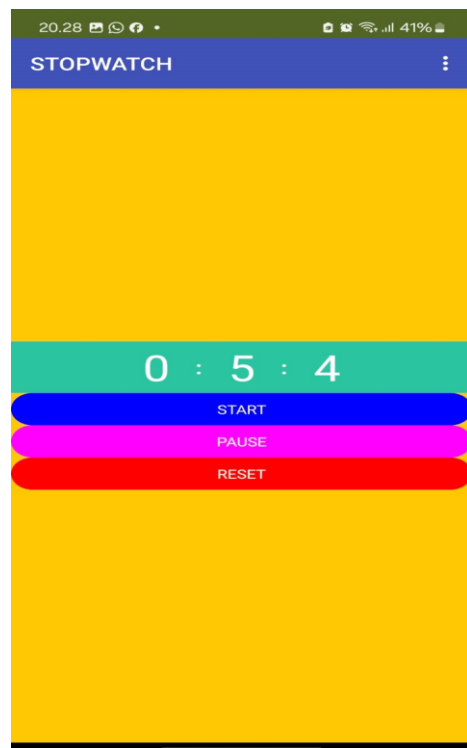 20.28 41%
STOPWATCH
0 : 5 : 4
START
PAUSE
RESET